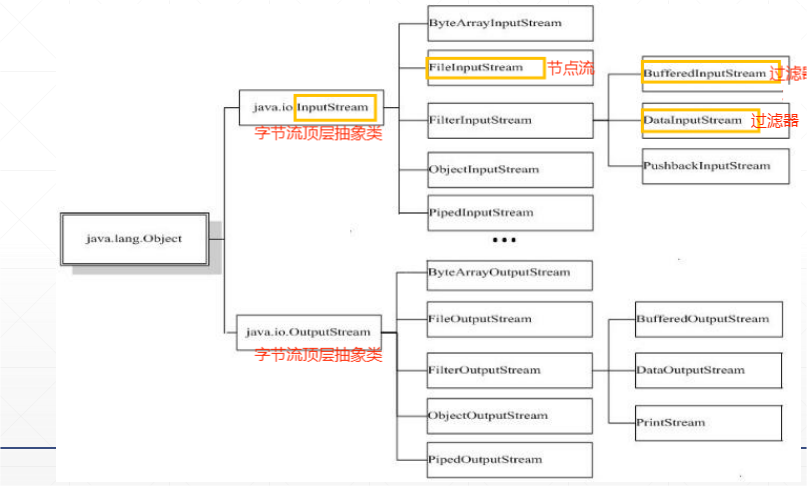 ByteArrayInputStream
FileInputStream 节点流
BufferedInputStream 过滤器
java.io.InputStream
FilterInputStream
DataInputStream 过滤器
字节流顶层抽象类
ObjectInputStream
PushbackInputStream
PipedInputStream
java.lang.Object
...
ByteArrayOutputStream
java.io.OutputStream
FileOutputStream
BufferedOutputStream
字节流顶层抽象类
FilterOutputStream
DataOutputStream
ObjectOutputStream
PrintStream
PipedOutputStream